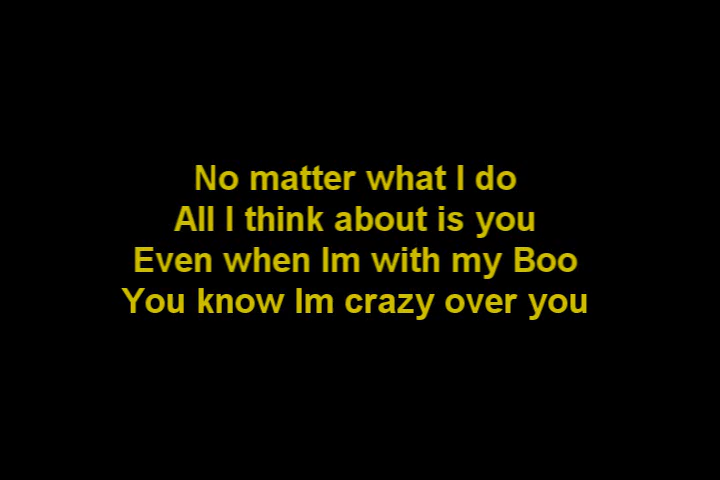 No matter what I do
All I think about is you
Even when Im with my Boo
You know Im crazy over you